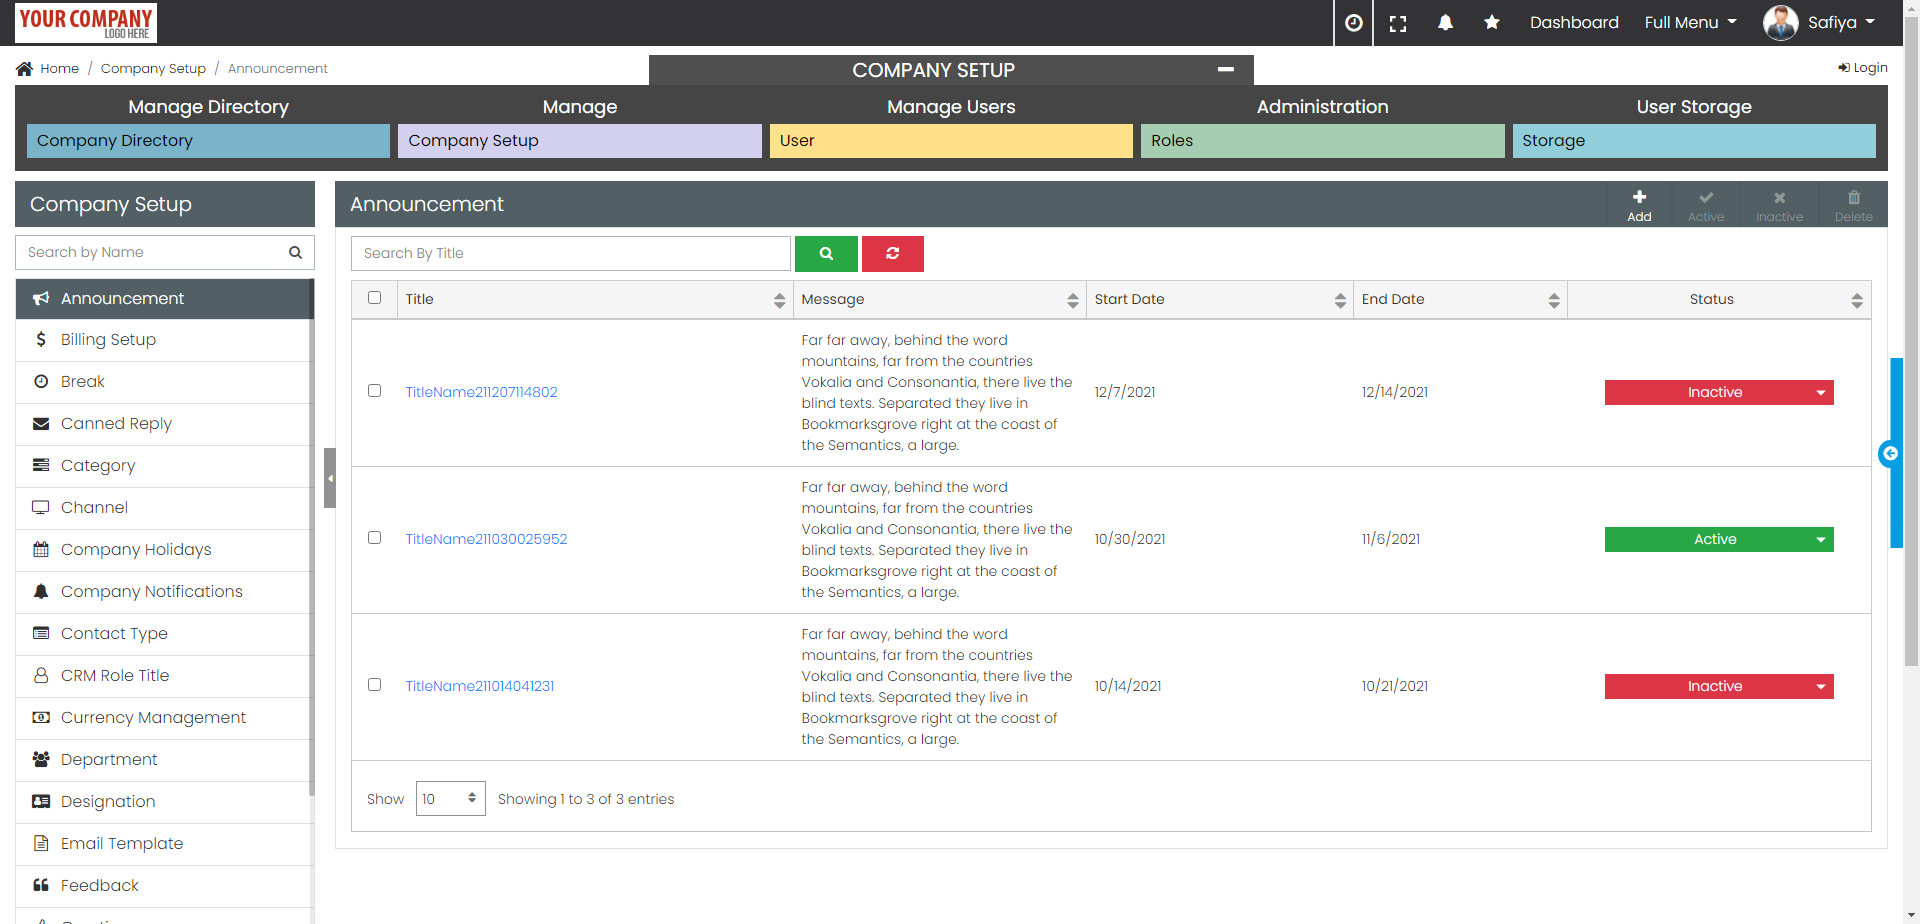 YOUR COMPANY
LOGO HERE
Dashboard
Full Menu
Safiya
Home / Company Setup / Announcement
COMPANY SETUP
Login
Manage Directory
Manage
Manage Users
Administration
User Storage
Company Directory
Company Setup
User
Roles
Storage
Company Setup
Search by Name
Announcement
Billing Setup
Break
Canned Reply
Category
Channel
Company Holidays
Company Notifications
Contact Type
CRM Role Title
Currency Management
Department
Designation
Email Template
Feedback
Announcement
Add
Active
Inactive
Delete
Search By Title
Title
Message
Start Date
End Date
Status
TitleName211207114802
Far far away, behind the word
mountains, far from the countries
Vokalia and Consonantia, there live the
blind texts. Separated they live in
Bookmarksgrove right at the coast of
the Semantics, a large.
12/7/2021
12/14/2021
Inactive
TitleName211030025952
Far far away, behind the word
mountains, far from the countries
Vokalia and Consonantia, there live the
blind texts. Separated they live in
Bookmarksgrove right at the coast of
the Semantics, a large.
10/30/2021
11/6/2021
Active
TitleName211014041231
Far far away, behind the word
mountains, far from the countries
Vokalia and Consonantia, there live the
blind texts. Separated they live in
Bookmarksgrove right at the coast of
the Semantics, a large.
10/14/2021
10/21/2021
Inactive
Show 10 Showing 1 to 3 of 3 entries